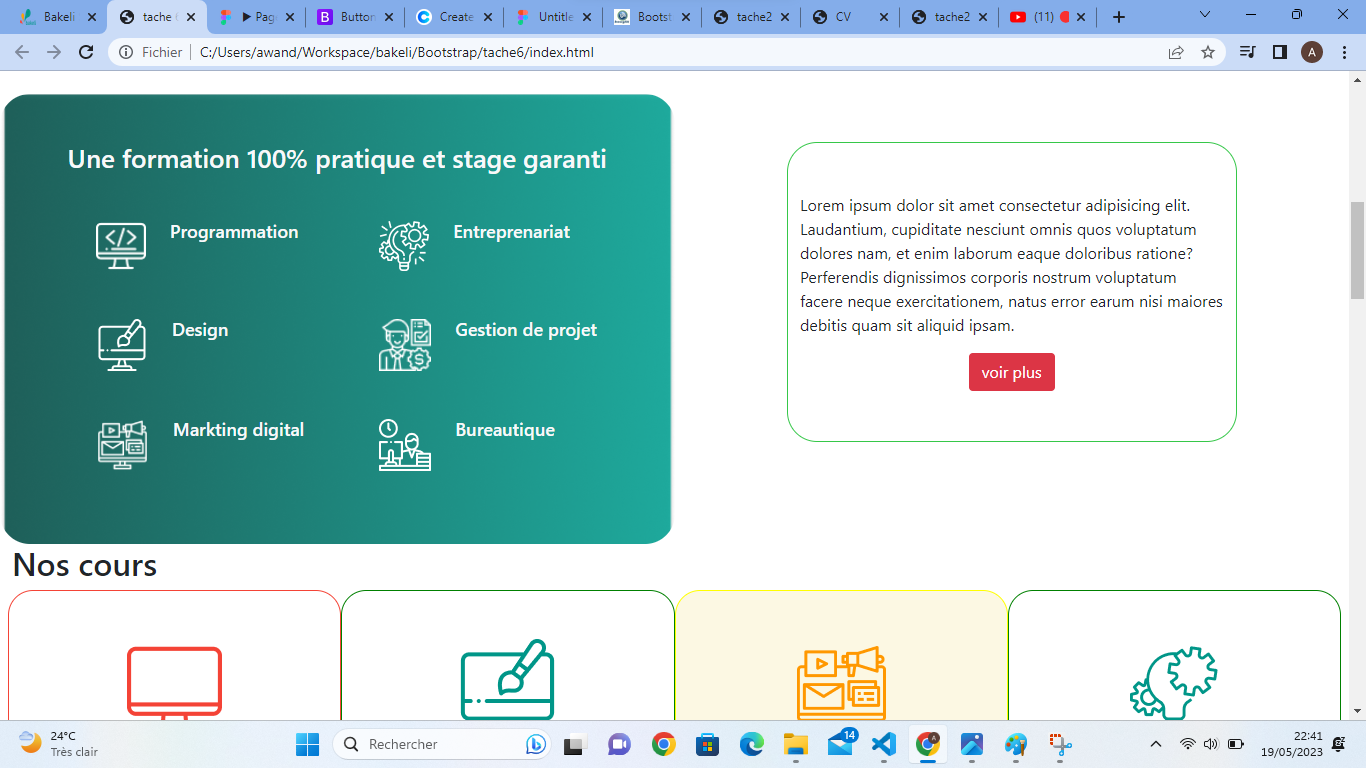 Bakeli
tache 6
Page
Button
Create
Untitle
Bootst
tache2
CV
tache2
(11)
Fichier
C:/Users/awand/Workspace/bakeli/Bootstrap/tache6/index.html
A
Une formation 100% pratique et stage garanti
Programmation
Entreprenariat
Design
Gestion de projet
Markting digital
Bureautique
Lorem ipsum dolor sit amet consectetur adipisicing elit.
Laudantium, cupiditate nesciunt omnis quos voluptatum
dolores nam, et enim laborum eaque doloribus ratione?
Perferendis dignissimos corporis nostrum voluptatum
facere neque exercitationem, natus error earum nisi maiores
debitis quam sit aliquid ipsam.
voir plus
Nos cours
24°C
Très clair
Rechercher
14
22:41
19/05/2023